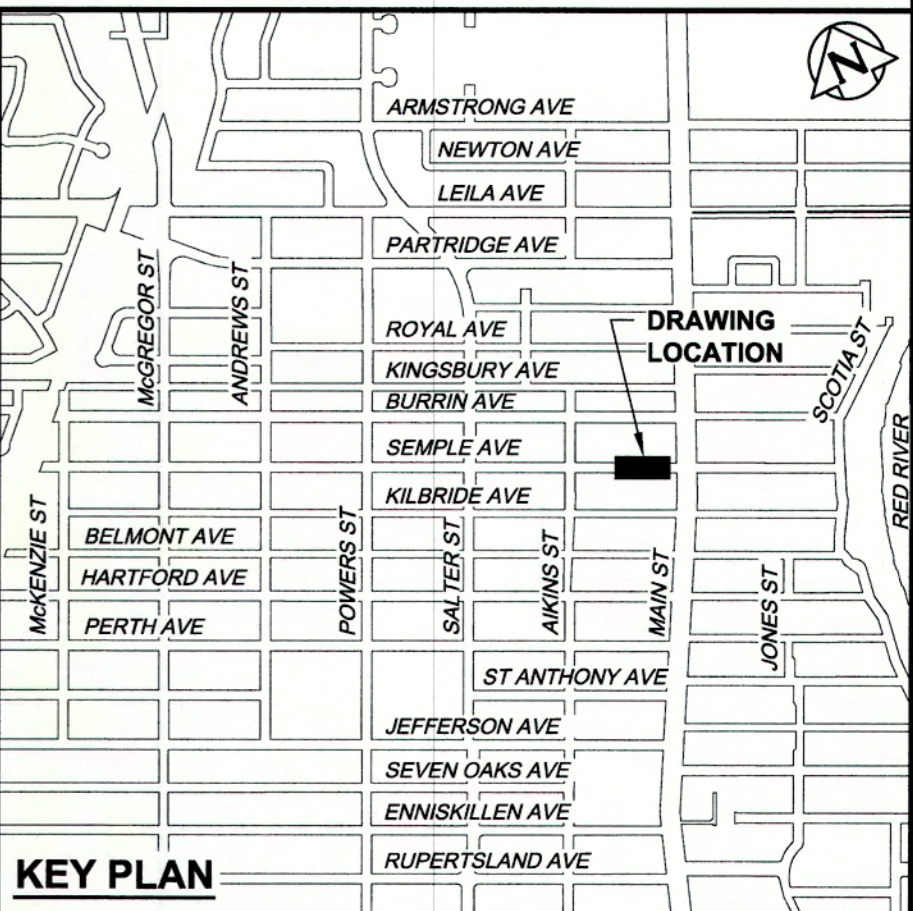 N
ARMSTRONG AVE
NEWTON AVE
LEILA AVE
PARTRIDGE AVE
McGREGOR ST
ANDREWS ST
ROYAL AVE
DRAWING
LOCATION
KINGSBURY AVE
BURRIN AVE
SCOTIA ST
SEMPLE AVE
RED RIVER
KILBRIDE AVE
McKENZIE ST
BELMONT AVE
POWERS ST
SALTER ST
AIKINS ST
MAIN ST
HARTFORD AVE
JONES ST
PERTH AVE
ST ANTHONY AVE
JEFFERSON AVE
SEVEN OAKS AVE
ENNISKILLEN AVE
RUPERTSLAND AVE
KEY PLAN